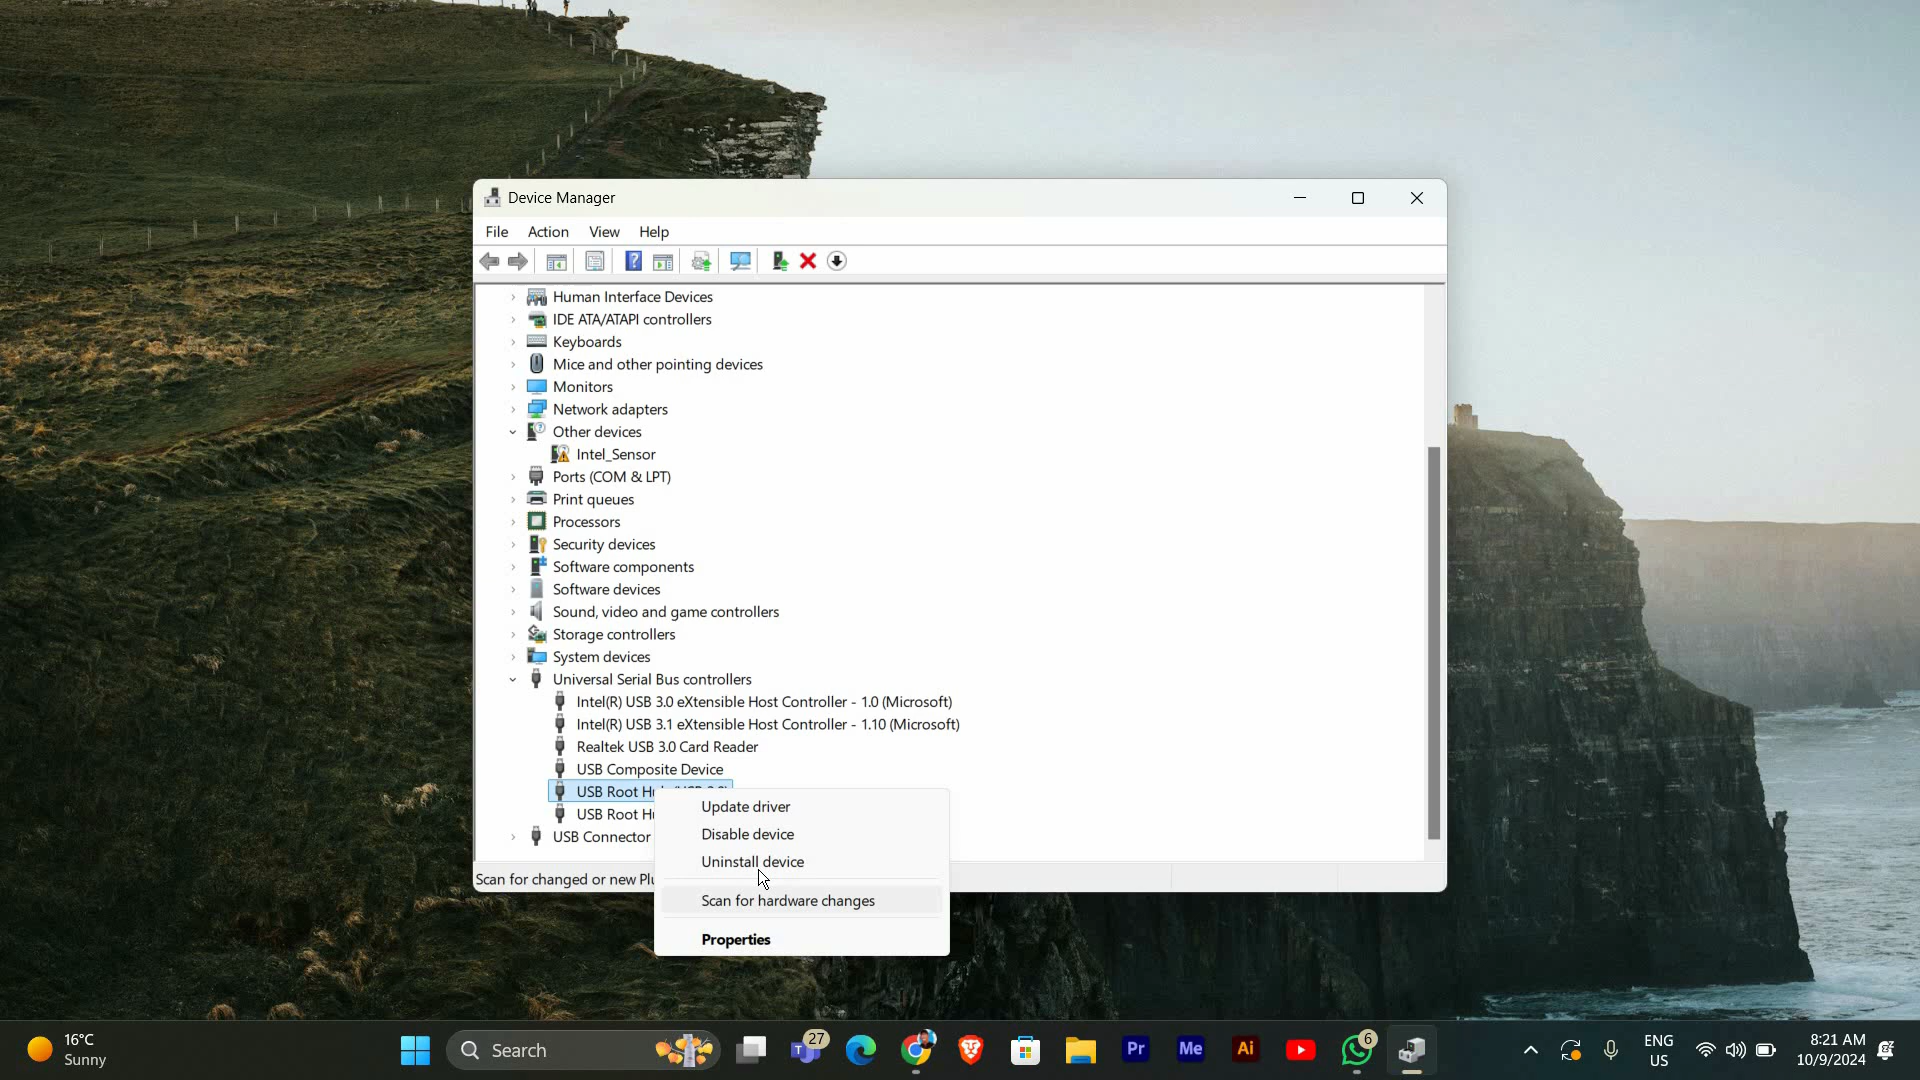 Device Manager
File Action View Help
Human Interface Devices
IDE ATA/ATAPI controllers
Keyboards
Mice and other pointing devices
Monitors
Network adapters
Other devices
Intel_Sensor
Ports (COM & LPT)
Print queues
Processors
Security devices
Software components
Software devices
Sound, video and game controllers
Storage controllers
System devices
Universal Serial Bus controllers
Intel(R) USB 3.0 eXtensible Host Controller - 1.0 (Microsoft)
Intel(R) USB 3.1 eXtensible Host Controller - 1.10 (Microsoft)
Realtek USB 3.0 Card Reader
USB Composite Device
USB Root
USB Root
USB Connector
Update driver
Disable device
Uninstall device
Scan for hardware changes
Properties
Scan for changed or new
16°C
Sunny
Search
27
Pr
Me
Ai
6
ENG
US
8:21 AM
10/9/2024